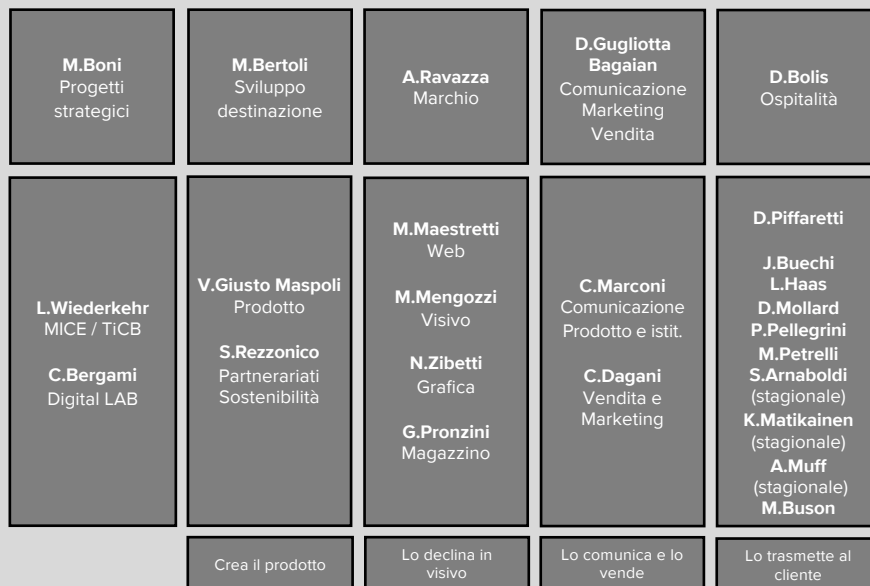 M.Boni
Progetti
strategici
M.Bertoli
Sviluppo
destinazione
A.Ravazza
Marchio
D.Gugliotta
Bagaian
Comunicazione
Marketing
Vendita
D.Bolis
Ospitalità
L.Wiederkehr
MICE / TiCB
C.Bergami
Digital LAB
V.Giusto Maspoli
Prodotto
S.Rezzonico
Partnerariati
Sostenibilità
M.Maestretti
Web
M.Mengozzi
Visivo
N.Zibetti
Grafica
G.Pronzini
Magazzino
C.Marconi
Comunicazione
Prodotto e istit.
C.Dagani
Vendita e
Marketing
D.Piffaretti
J.Buechi
L.Haas
D.Mollard
P.Pellegrini
M.Petrelli
S.Arnaboldi
(stagionale)
K.Matikainen
(stagionale)
A.Muff
(stagionale)
M.Buson
Crea il prodotto
Lo declina in
visivo
Lo comunica e lo
vende
Lo trasmette al
cliente